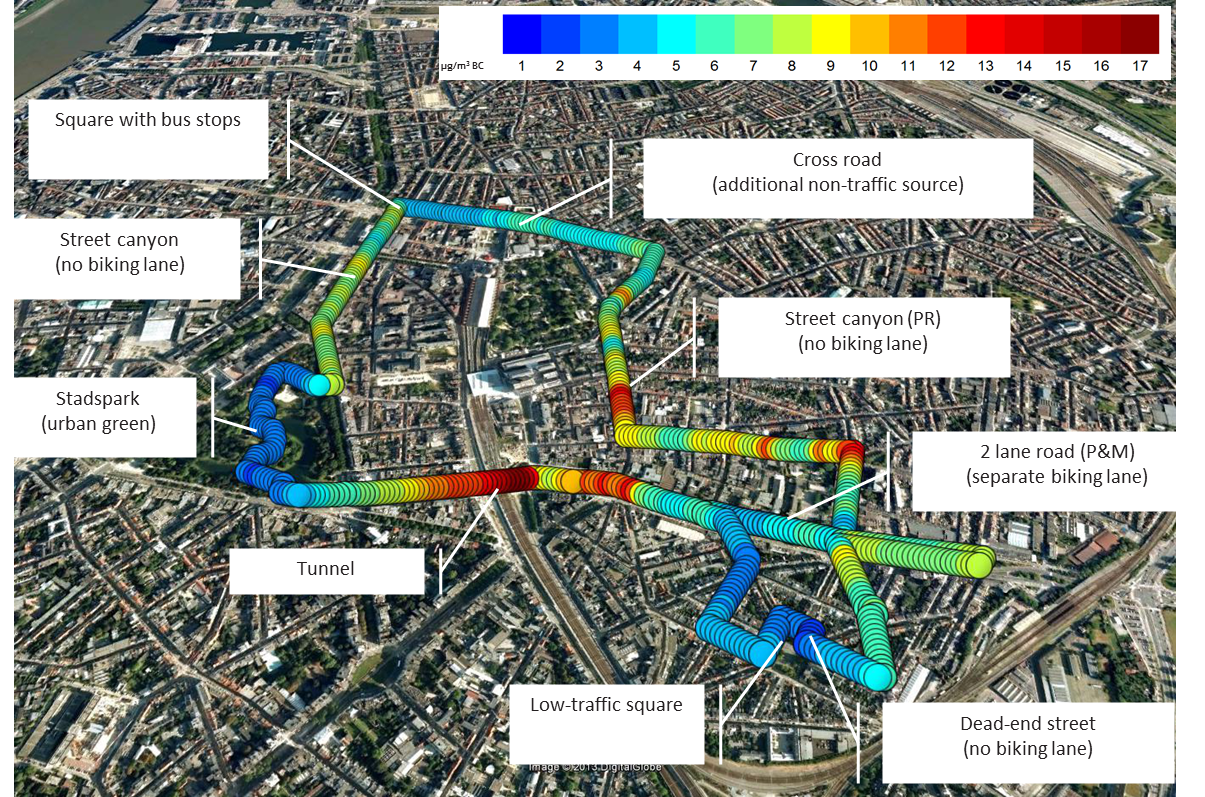 µg/m³ BC
1 2 3 4 5 6 7 8 9 10 11 12 13 14 15 16 17
Square with bus stops
Cross road
(additional non-traffic source)
Street canyon
(no biking lane)
Street canyon (PR)
(no biking lane)
Stadspark
(urban green)
2 lane road (P&M)
(separate biking lane)
Tunnel
Low-traffic square
Dead-end street
(no biking lane)
Image © 2013 DigitalGlobe